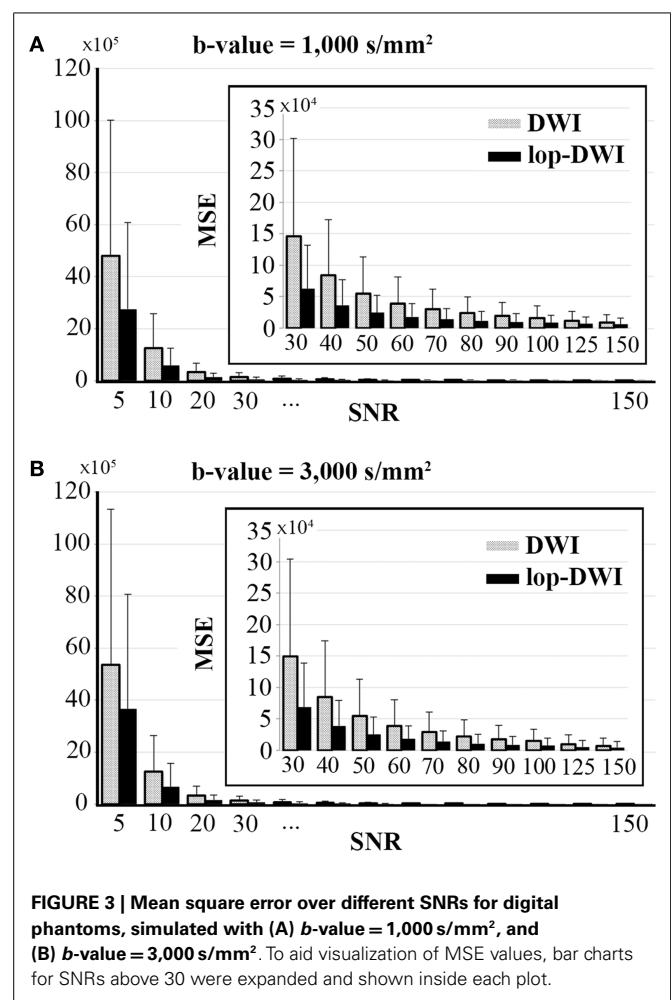 A
x10⁵
b-value = 1,000 s/mm²
120
100
80
60
40
20
0
MSE
35 x10⁴
30
25
20
15
10
5
0
DWI
lop-DWI
30 40 50 60 70 80 90 100 125 150
5 10 20 30 ... 150
SNR
B
x10⁵
b-value = 3,000 s/mm²
120
100
80
60
40
20
0
MSE
35 x10⁴
30
25
20
15
10
5
0
DWI
lop-DWI
30 40 50 60 70 80 90 100 125 150
5 10 20 30 ... 150
SNR
FIGURE 3 | Mean square error over different SNRs for digital
phantoms, simulated with (A) b-value = 1,000 s/mm², and
(B) b-value = 3,000 s/mm². To aid visualization of MSE values, bar charts
for SNRs above 30 were expanded and shown inside each plot.